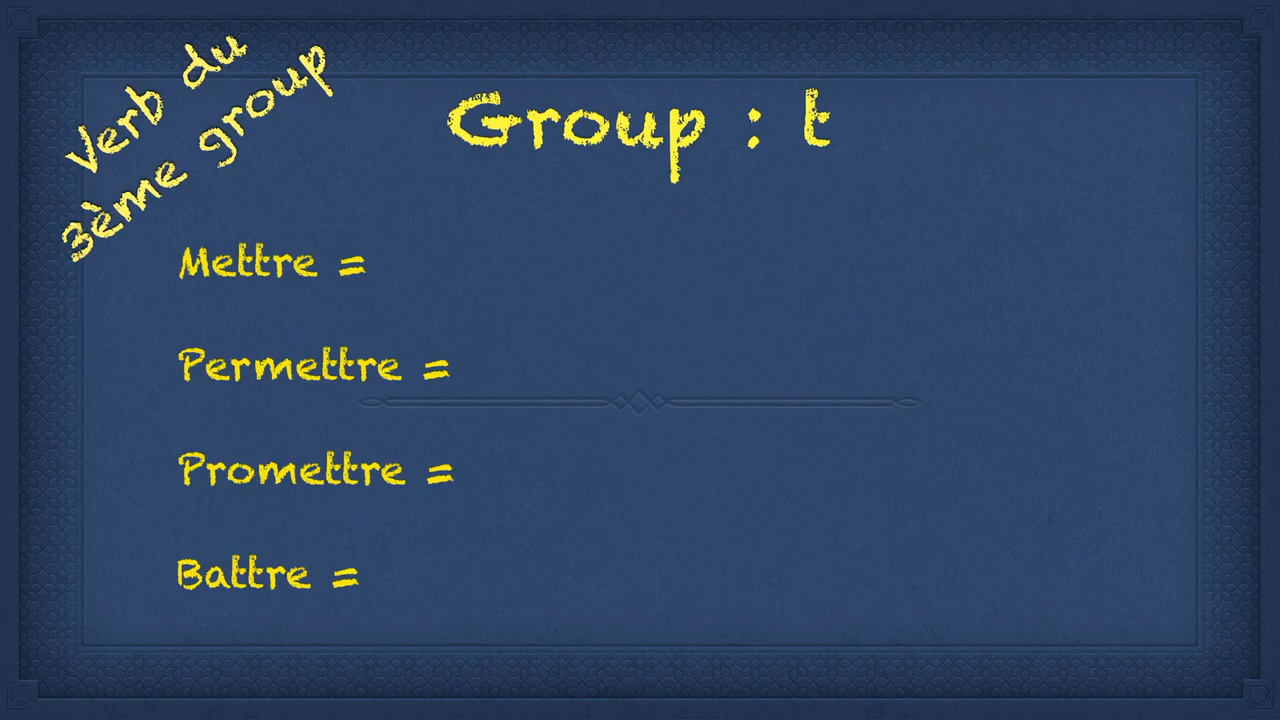 Verb du
3ème group
Group : t
Mettre =
Permettre =
Promettre =
Battre =